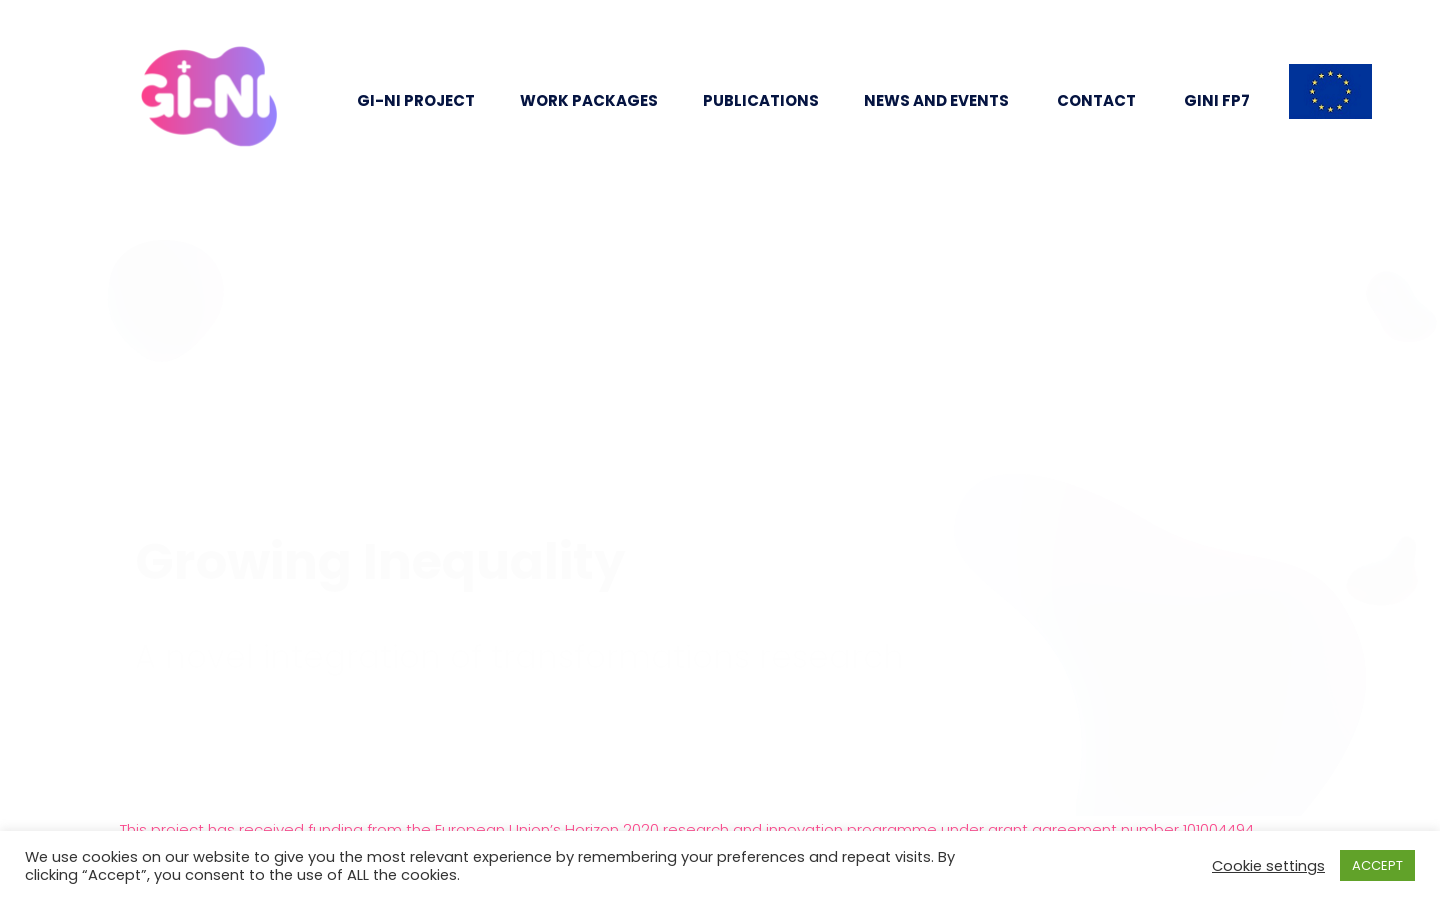 GI-NI
GI-NI PROJECT
WORK PACKAGES
PUBLICATIONS
NEWS AND EVENTS
CONTACT
GINI FP7
Growing Inequality
This project has received funding from the European Union’s Horizon 2020 research and innovation programme under grant agreement number 101004494
We use cookies on our website to give you the most relevant experience by remembering your preferences and repeat visits. By
clicking “Accept”, you consent to the use of ALL the cookies.
Cookie settings
ACCEPT